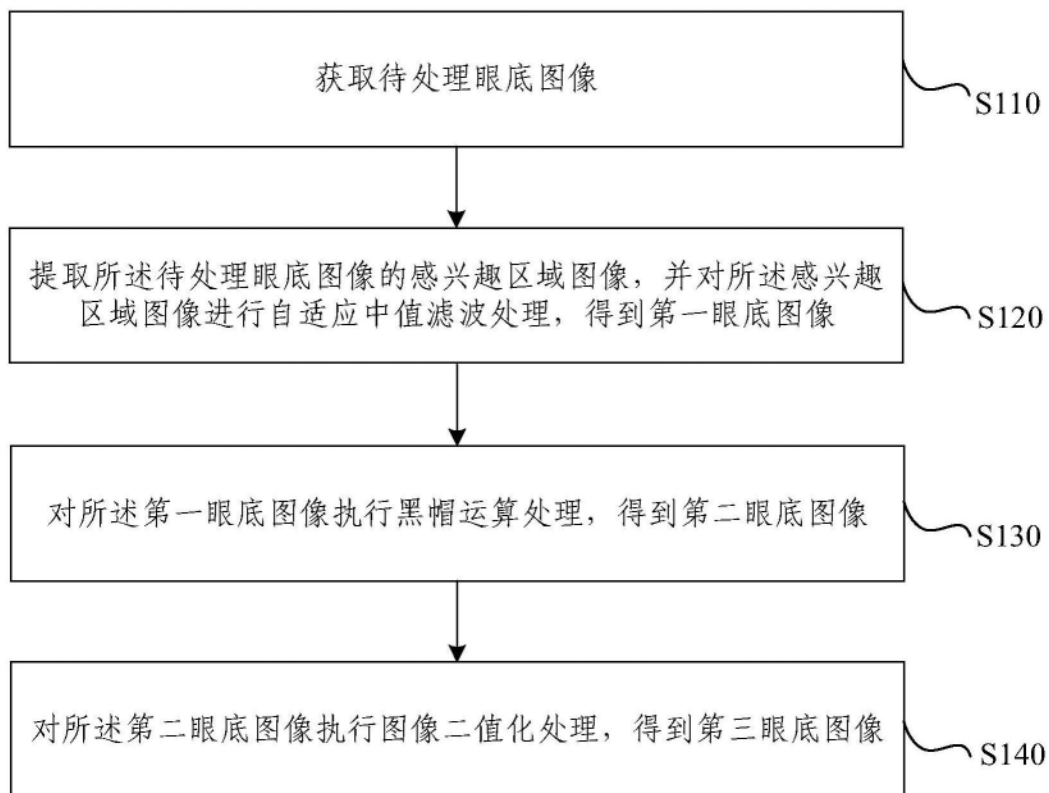 获取待处理眼底图像
S110
提取所述待处理眼底图像的感兴趣区域图像，并对所述感兴趣
区域图像进行自适应中值滤波处理，得到第一眼底图像
S120
对所述第一眼底图像执行黑帽运算处理，得到第二眼底图像
S130
对所述第二眼底图像执行图像二值化处理，得到第三眼底图像
S140